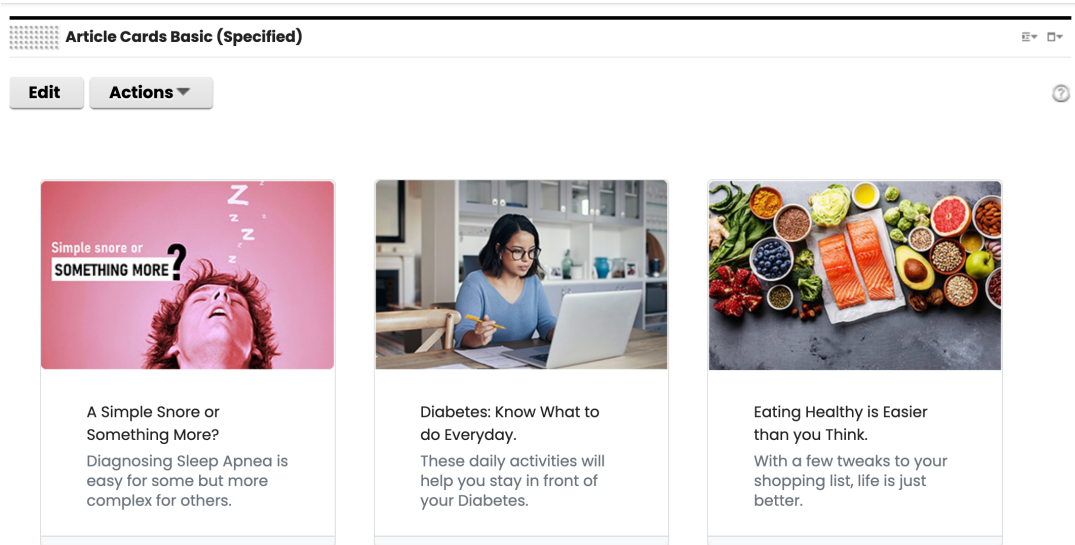 Article Cards Basic (Specified)
Edit
Actions
?
Z
Z
Z
Z
Z
Z
Z
Simple snore or
SOMETHING MORE?
A Simple Snore or
Something More?
Diagnosing Sleep Apnea is
easy for some but more
complex for others.
Diabetes: Know What to
do Everyday.
These daily activities will
help you stay in front of
your Diabetes.
Eating Healthy is Easier
than you Think.
With a few tweaks to your
shopping list, life is just
better.